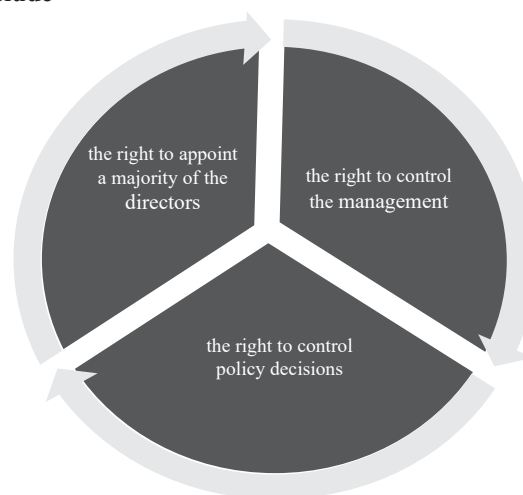 the right to appoint
a majority of the
directors
the right to control
the management
the right to control
policy decisions